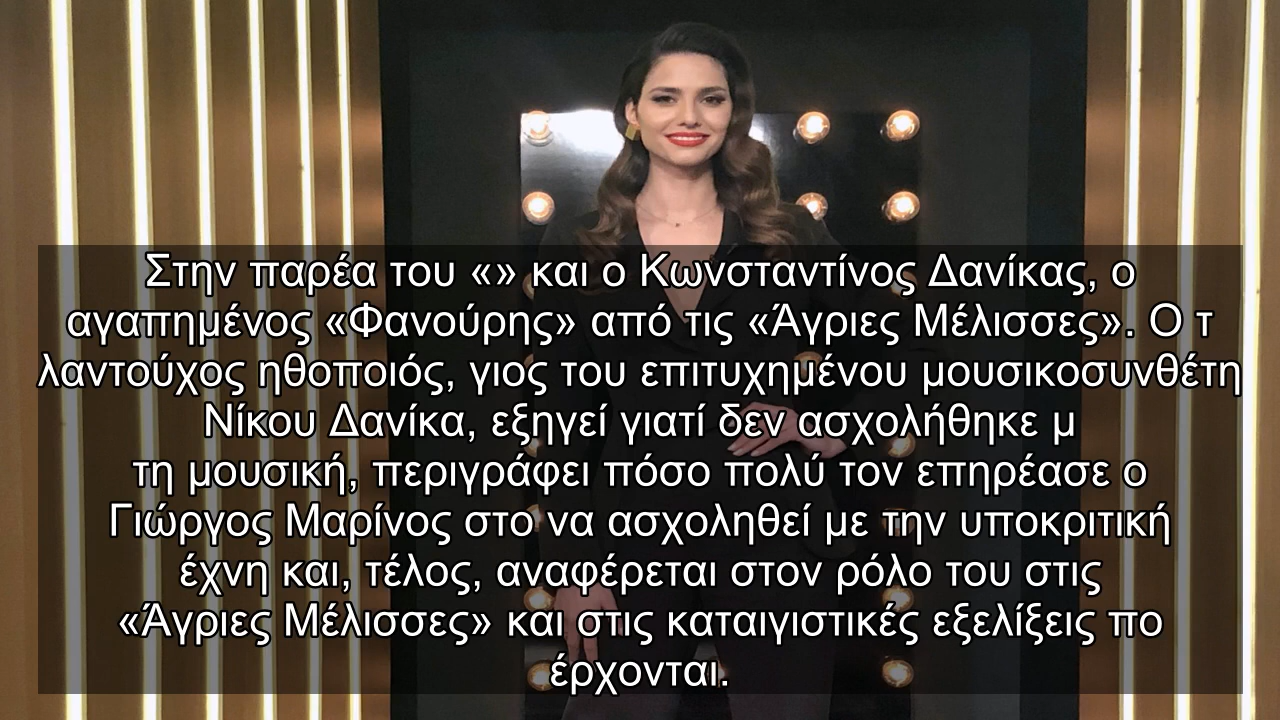 Στην παρέα του «» και ο Κωνσταντίνος Δανίκας, ο
αγαπημένος «Φανούρης» από τις «Άγριες Μέλισσες». Ο τ
λαντούχος ηθοποιός, γιος του επιτυχημένου μουσικοσυνθέτη
Νίκου Δανίκα, εξηγεί γιατί δεν ασχολήθηκε μ
τη μουσική, περιγράφει πόσο πολύ τον επηρέασε ο
Γιώργος Μαρίνος στο να ασχοληθεί με την υποκριτική
έχνη και, τέλος, αναφέρεται στον ρόλο του στις
«Άγριες Μέλισσες» και στις καταιγιστικές εξελίξεις πο
έρχονται.